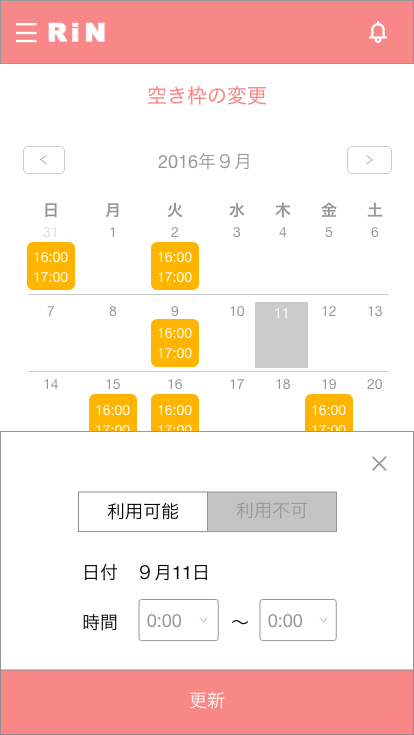 RiN
空き枠の変更
< 2016年９月 >
日 月 火 水 木 金 土
31 1 2 3 4 5 6
16:00 16:00
17:00 17:00
7 8 9 10 11 12 13
16:00
17:00
14 15 16 17 18 19 20
16:00 16:00 16:00
17:00 17:00 17:00
利用可能 利用不可
日付 ９月11日
時間 0:00 〜 0:00
更新